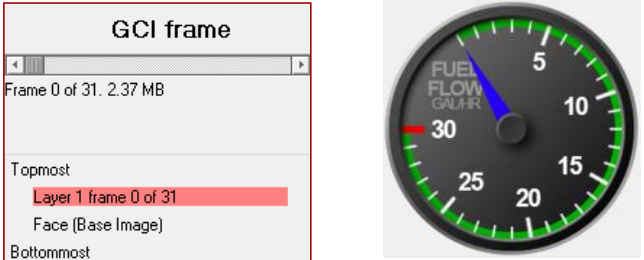 GCI frame
Frame 0 of 31. 2.37 MB
Topmost
Layer 1 frame 0 of 31
Face (Base Image)
Bottommost
FUEL
FLOW
GAL/HR
5
10
15
20
25
30